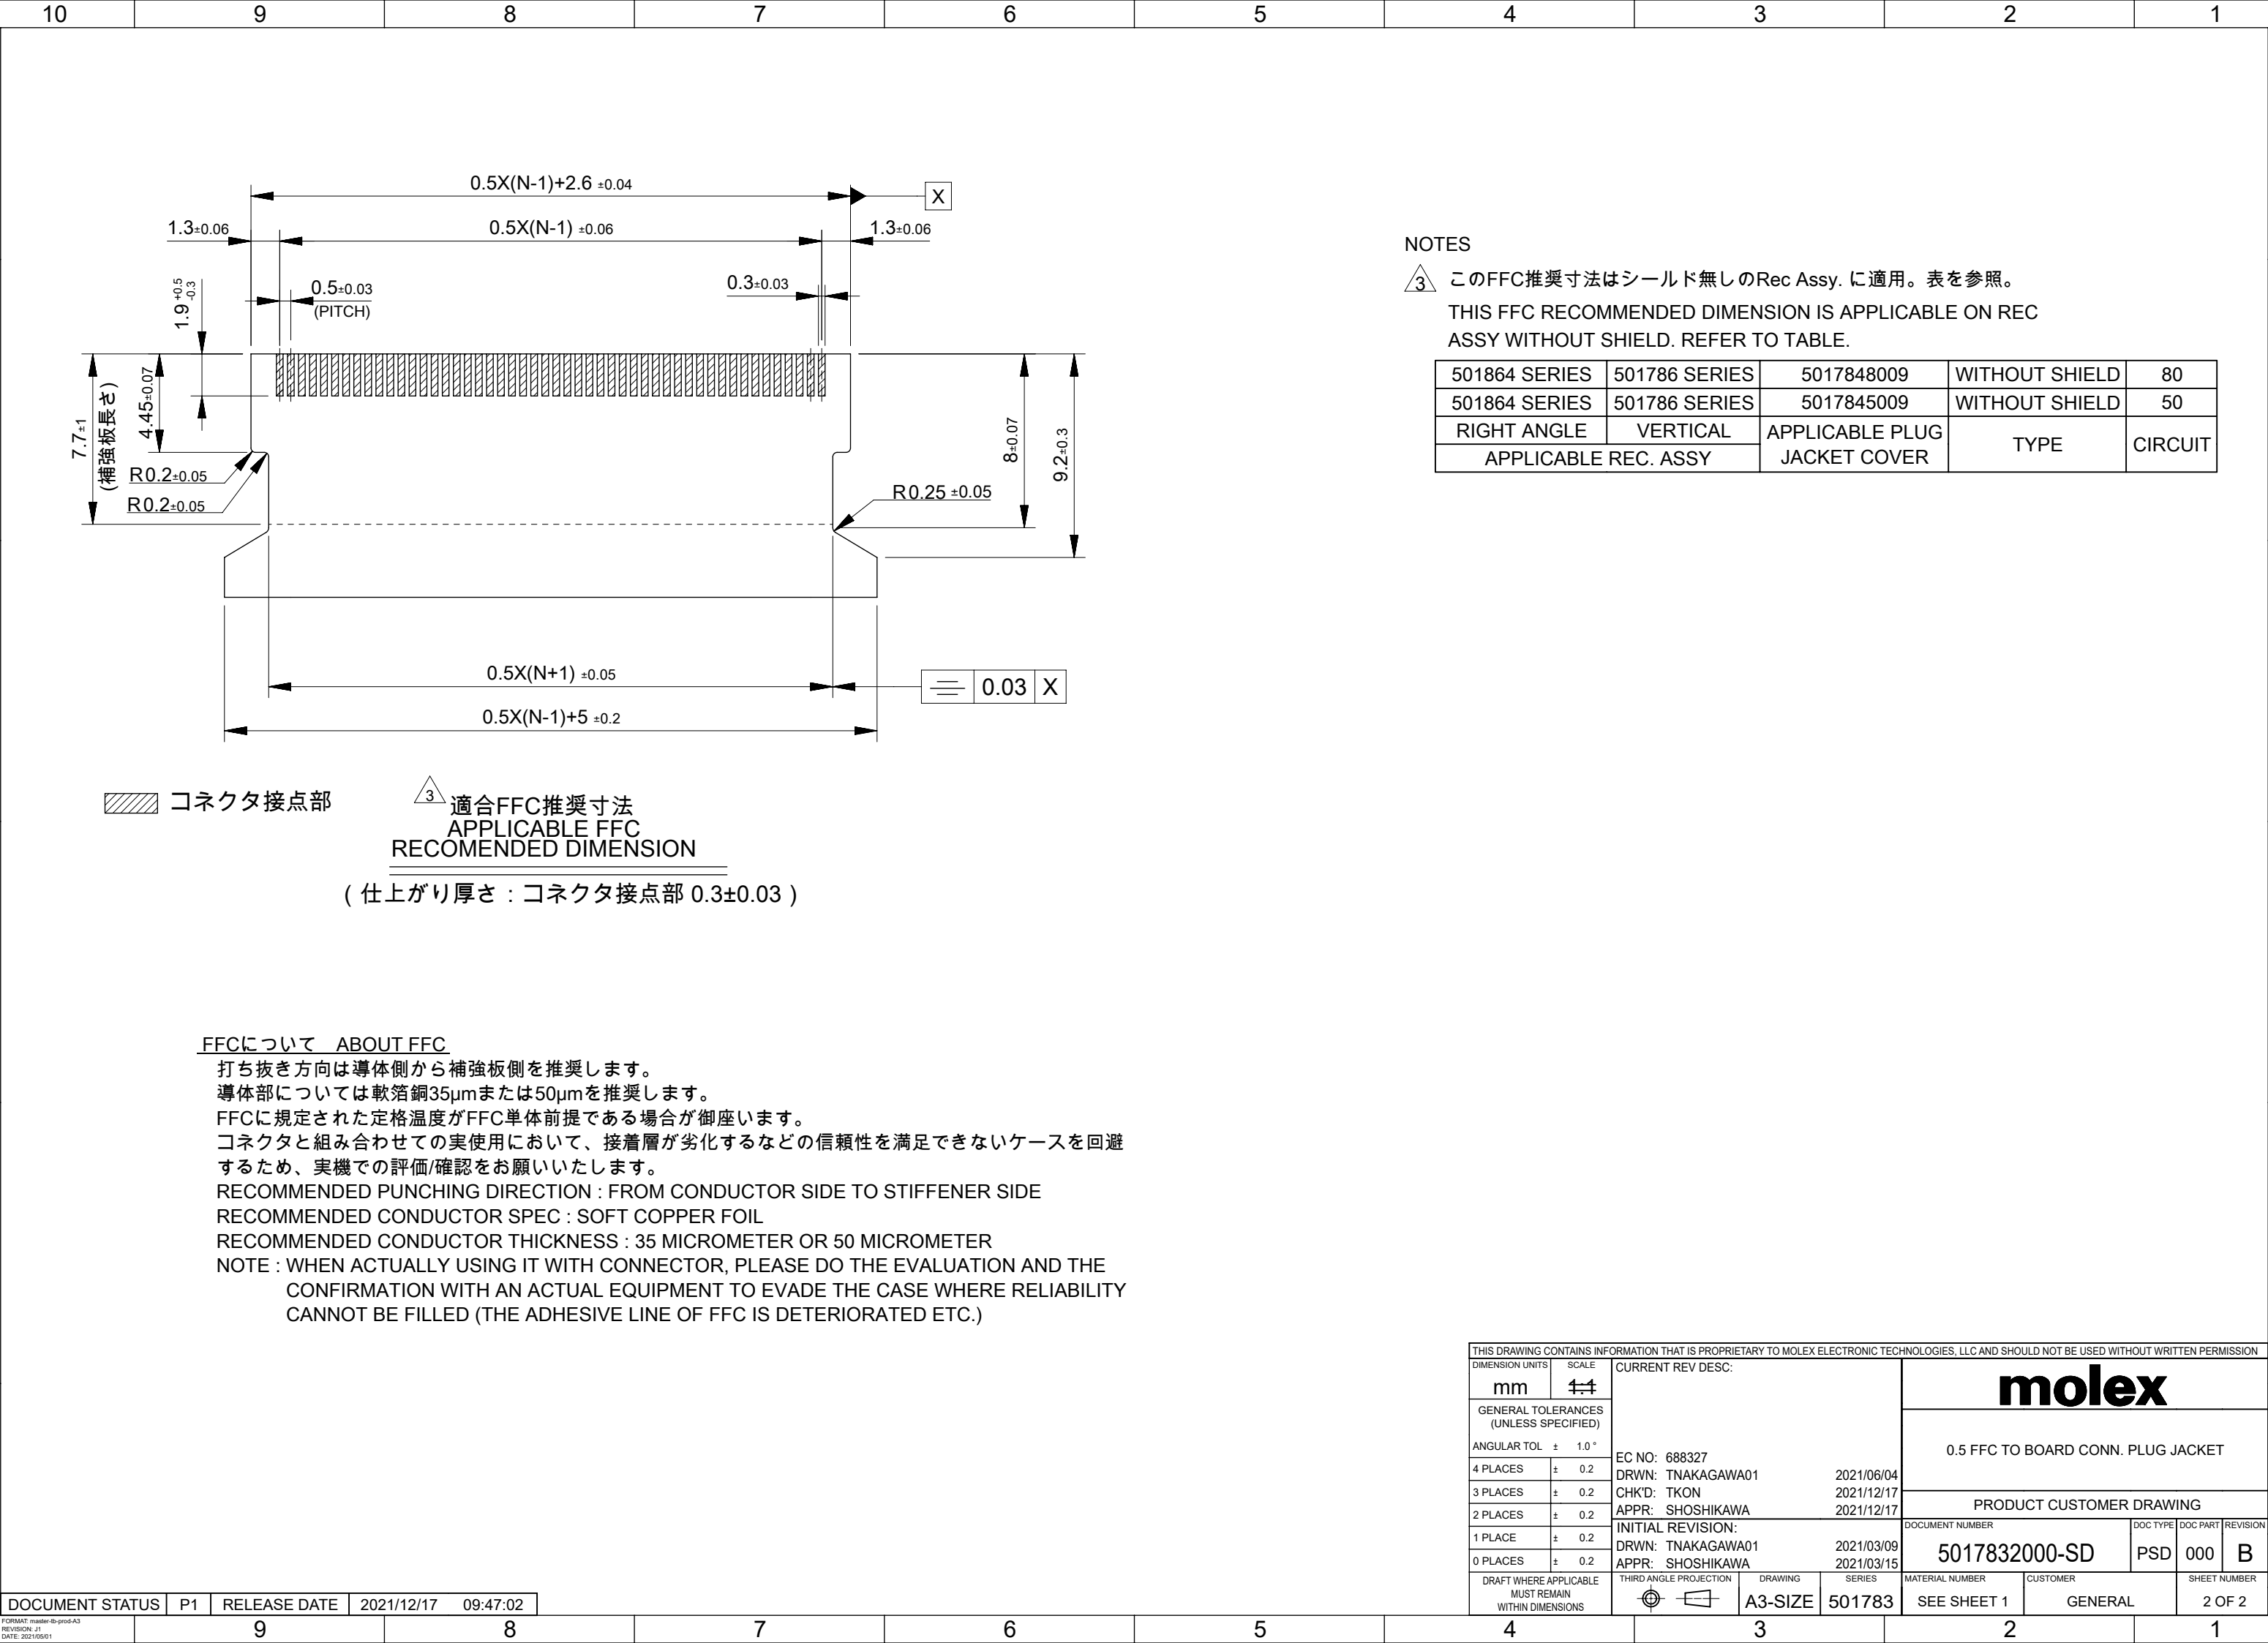 10 9 8 7 6 5 4 3 2 1
0.5X(N-1)+2.6 ±0.04
X
1.3±0.06
0.5X(N-1) ±0.06
1.3±0.06
1.9 +0.5 -0.3
0.5±0.03
(PITCH)
0.3±0.03
7.7±1
(補強板長さ)
4.45±0.07
R0.2±0.05
R0.2±0.05
R0.25 ±0.05
8±0.07
9.2±0.3
0.5X(N+1) ±0.05
0.03 X
0.5X(N-1)+5 ±0.2
コネクタ接点部
3
適合FFC推奨寸法
APPLICABLE FFC
RECOMENDED DIMENSION
( 仕上がり厚さ : コネクタ接点部 0.3±0.03 )
NOTES
3 このFFC推奨寸法はシールド無しのRec Assy. に適用。表を参照。
THIS FFC RECOMMENDED DIMENSION IS APPLICABLE ON REC
ASSY WITHOUT SHIELD. REFER TO TABLE.
501864 SERIES 501786 SERIES 5017848009 WITHOUT SHIELD 80
501864 SERIES 501786 SERIES 5017845009 WITHOUT SHIELD 50
RIGHT ANGLE VERTICAL APPLICABLE PLUG TYPE CIRCUIT
APPLICABLE REC. ASSY JACKET COVER
FFCについて ABOUT FFC
打ち抜き方向は導体側から補強板側を推奨します。
導体部については軟箔銅35μmまたは50μmを推奨します。
FFCに規定された定格温度がFFC単体前提である場合が御座います。
コネクタと組み合わせての実使用において、接着層が劣化するなどの信頼性を満足できないケースを回避
するため、実機での評価/確認をお願いいたします。
RECOMMENDED PUNCHING DIRECTION : FROM CONDUCTOR SIDE TO STIFFENER SIDE
RECOMMENDED CONDUCTOR SPEC : SOFT COPPER FOIL
RECOMMENDED CONDUCTOR THICKNESS : 35 MICROMETER OR 50 MICROMETER
NOTE : WHEN ACTUALLY USING IT WITH CONNECTOR, PLEASE DO THE EVALUATION AND THE
CONFIRMATION WITH AN ACTUAL EQUIPMENT TO EVADE THE CASE WHERE RELIABILITY
CANNOT BE FILLED (THE ADHESIVE LINE OF FFC IS DETERIORATED ETC.)
THIS DRAWING CONTAINS INFORMATION THAT IS PROPRIETARY TO MOLEX ELECTRONIC TECHNOLOGIES, LLC AND SHOULD NOT BE USED WITHOUT WRITTEN PERMISSION
DIMENSION UNITS SCALE
mm 1:1
GENERAL TOLERANCES
(UNLESS SPECIFIED)
ANGULAR TOL ± 1.0 °
4 PLACES ± 0.2
3 PLACES ± 0.2
2 PLACES ± 0.2
1 PLACE ± 0.2
0 PLACES ± 0.2
DRAFT WHERE APPLICABLE
MUST REMAIN
WITHIN DIMENSIONS
CURRENT REV DESC:
EC NO: 688327
DRWN: TNAKAGAWA01 2021/06/04
CHK'D: TKON 2021/12/17
APPR: SHOSHIKAWA 2021/12/17
INITIAL REVISION:
DRWN: TNAKAGAWA01 2021/03/09
APPR: SHOSHIKAWA 2021/03/15
THIRD ANGLE PROJECTION DRAWING SERIES
A3-SIZE 501783
molex
0.5 FFC TO BOARD CONN. PLUG JACKET
PRODUCT CUSTOMER DRAWING
DOCUMENT NUMBER DOC TYPE DOC PART REVISION
5017832000-SD PSD 000 B
MATERIAL NUMBER CUSTOMER SHEET NUMBER
SEE SHEET 1 GENERAL 2 OF 2
DOCUMENT STATUS P1 RELEASE DATE 2021/12/17 09:47:02
FORMAT: master-tb-prod-A3
REVISION: J1
DATE: 2021/05/01
9 8 7 6 5 4 3 2 1